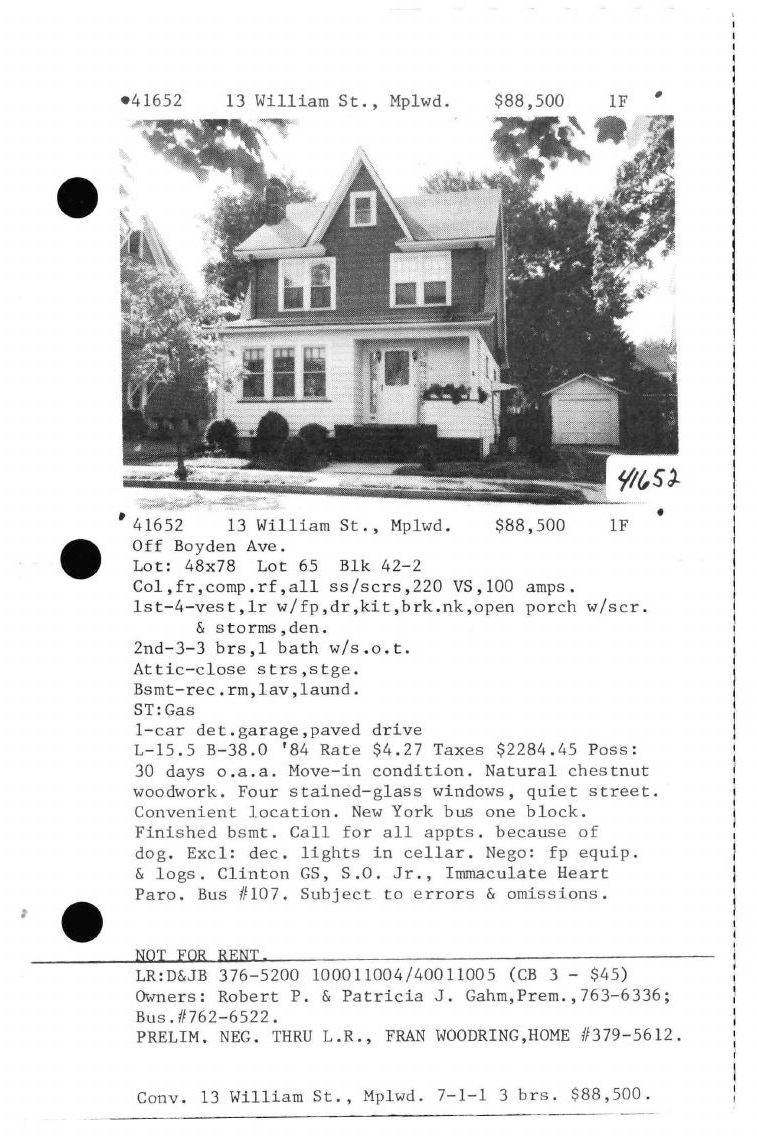 41652 13 William St., Mplwd. $88,500 1F
41652
41652 13 William St., Mplwd. $88,500 1F
Off Boyden Ave.
Lot: 48x78 Lot 65 Blk 42-2
Col,fr,comp.rf,all ss/scrs,220 VS,100 amps.
1st-4-vest,lr w/fp,dr,kit,brk.nk,open porch w/scr.
& storms,den.
2nd-3-3 brs,1 bath w/s.o.t.
Attic-close strs,stge.
Bsmt-rec.rm,lav,laund.
ST:Gas
1-car det.garage,paved drive
L-15.5 B-38.0 '84 Rate $4.27 Taxes $2284.45 Poss:
30 days o.a.a. Move-in condition. Natural chestnut
woodwork. Four stained-glass windows, quiet street.
Convenient location. New York bus one block.
Finished bsmt. Call for all appts. because of
dog. Excl: dec. lights in cellar. Nego: fp equip.
& logs. Clinton GS, S.O. Jr., Immaculate Heart
Paro. Bus #107. Subject to errors & omissions.
NOT FOR RENT.
LR:D&JB 376-5200 100011004/40011005 (CB 3 - $45)
Owners: Robert P. & Patricia J. Gahm,Prem.,763-6336;
Bus.#762-6522.
PRELIM. NEG. THRU L.R., FRAN WOODRING,HOME #379-5612.
Conv. 13 William St., Mplwd. 7-1-1 3 brs. $88,500.